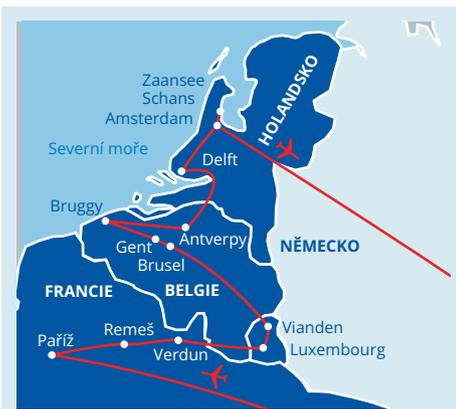 Zaansee
Schans
Amsterdam
HOLANDSKO
Severní moře
Delft
Bruggy
Antverpy
Gent
Brusel
NĚMECKO
FRANCIE
BELGIE
Vianden
Remeš
Paříž
Verdun
Luxembourg